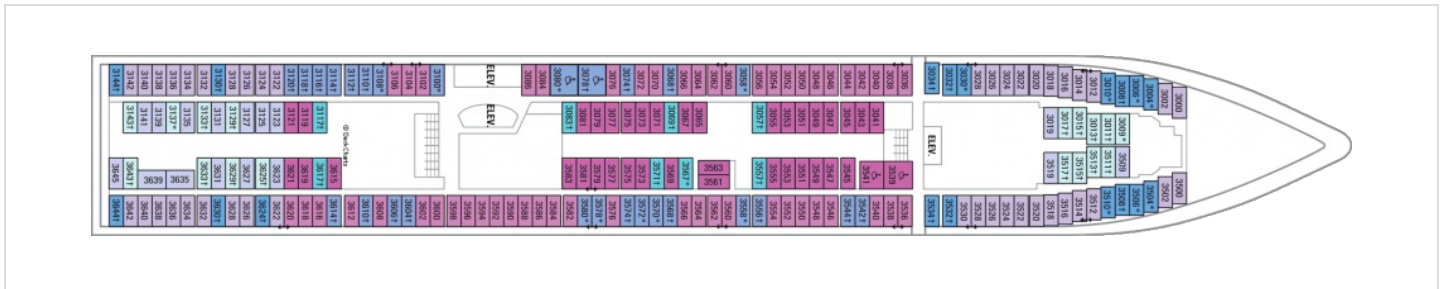 3144† 3142 3140 3138 3136 3134 3132 3130† 3128 3126 3124 3122 3120† 3118† 3116† 3114† 3112† 3110† 3108* 3106 3104 3102 3100* ELEV. 3086 3084 3080* 3078† 3076 3074† 3072 3070 3068† 3066 3064 3062 3060 3058* 3056 3054 3052 3050 3048 3046 3044 3042 3040 3038 3036 3034† 3032† 3030* 3028 3026 3024 3022 3020 3018 3016 3014 3012 3010* 3008† 3006* 3004* 3002 3000
3143† 3141 3139 3137* 3135 3133† 3131 3129† 3127 3125 3123 3121 3119 3117† ELEV. 3083† 3081 3079 3077 3075 3073 3071 3069† 3067 3065 3057† 3055 3053 3051 3049 3047 3045 3043 3041 3019 3017† 3015† 3013† 3011† 3009*
© DeckCharts
ELEV.
3645 3643† 3639 3635 3633† 3631 3629† 3627 3625† 3623 3621 3619 3617† 3615 3583 3581 3579 3577 3575 3573 3571† 3569 3567* 3563
3561
3557† 3555 3553 3551 3549 3547 3545 3541 3539 3519 3517† 3515† 3513† 3511† 3509
3644† 3642 3640 3638 3636 3634 3632 3630† 3628 3626 3624† 3622 3620 3618 3616 3614† 3612 3610† 3608 3606† 3604† 3602 3600 3598 3596 3594 3592 3590 3588 3586 3584 3582 3580* 3578* 3576 3574† 3572* 3570* 3568† 3566 3564 3562 3560 3558* 3556† 3554 3552 3550 3548 3546 3544† 3542† 3540 3538 3536 3534† 3532† 3530 3528 3526 3524 3522 3520 3518 3516 3514 3512 3510* 3508† 3506* 3504* 3502 3500